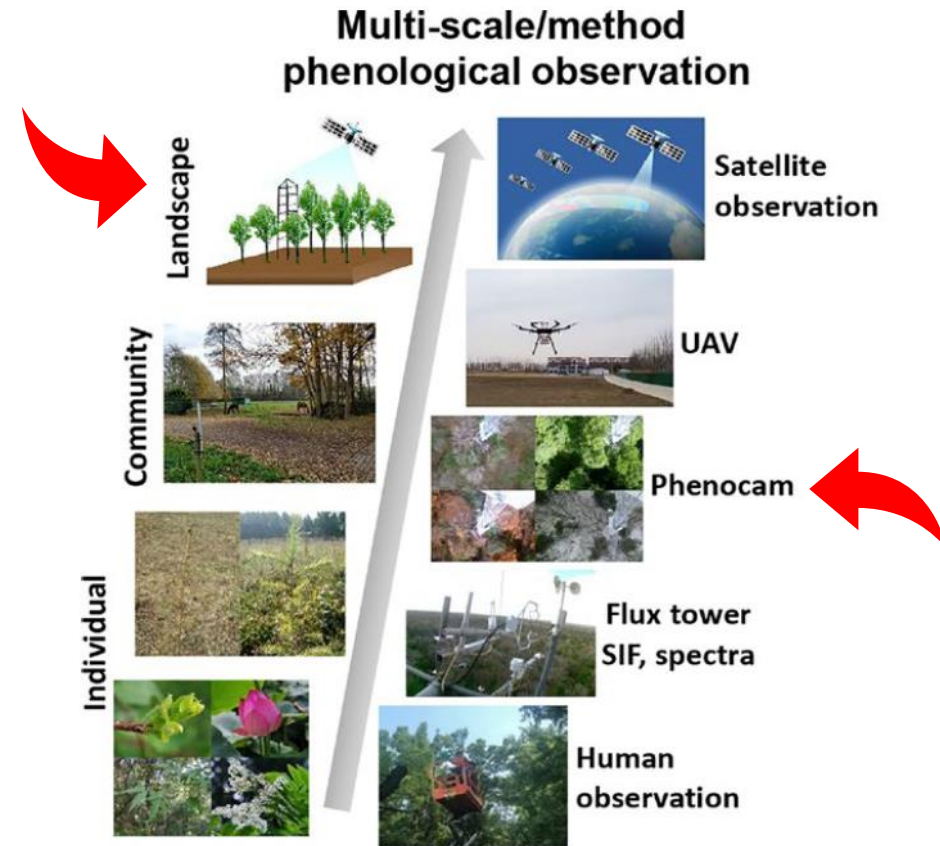 Multi-scale/method
phenological observation
Landscape
Satellite
observation
UAV
Community
Phenocam
Individual
Flux tower
SIF, spectra
Human
observation